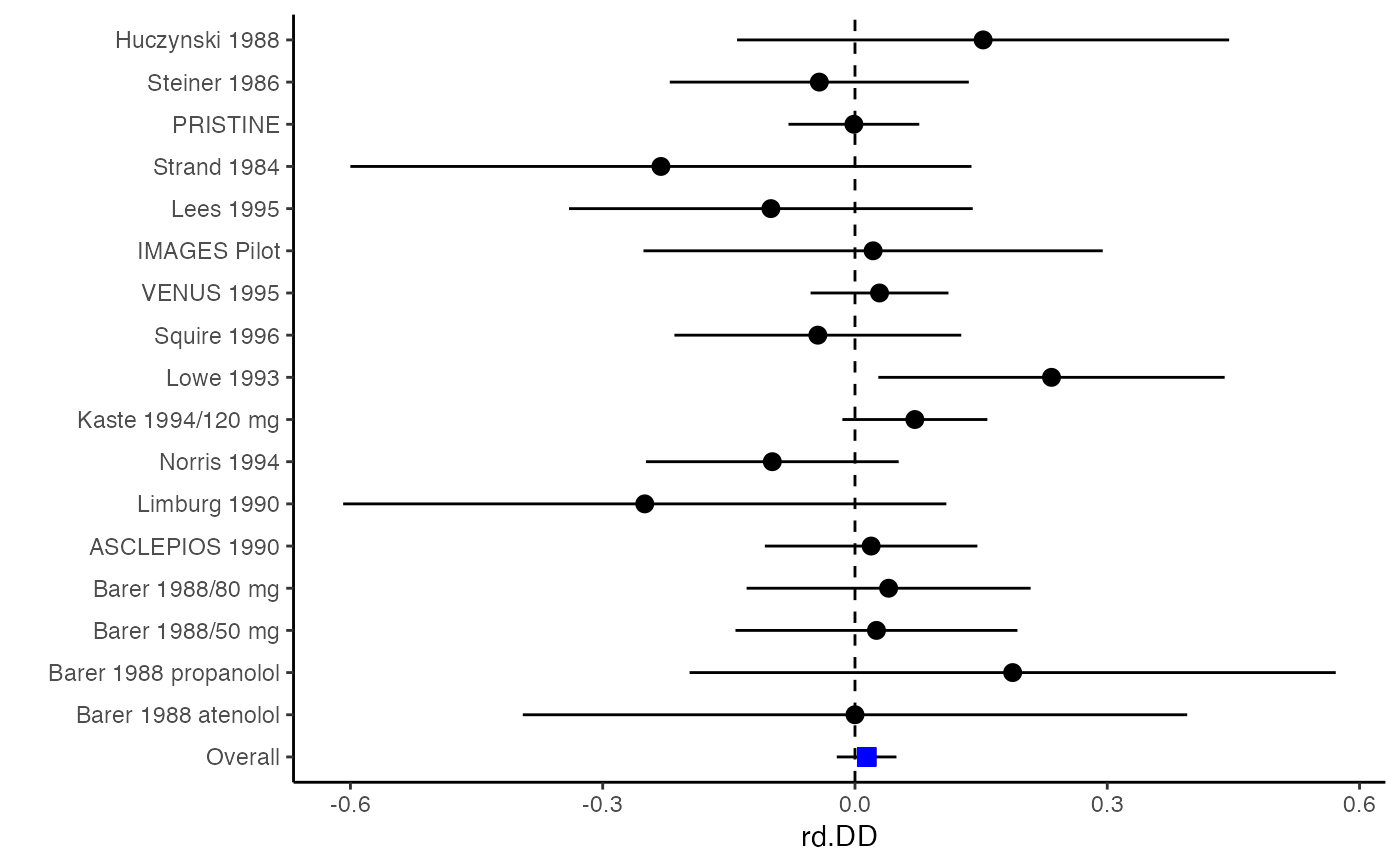 Huczynski 1988
Steiner 1986
PRISTINE
Strand 1984
Lees 1995
IMAGES Pilot
VENUS 1995
Squire 1996
Lowe 1993
Kaste 1994/120 mg
Norris 1994
Limburg 1990
ASCLEPIOS 1990
Barer 1988/80 mg
Barer 1988/50 mg
Barer 1988 propanolol
Barer 1988 atenolol
Overall
-0.6 -0.3 0.0 0.3 0.6
rd.DD